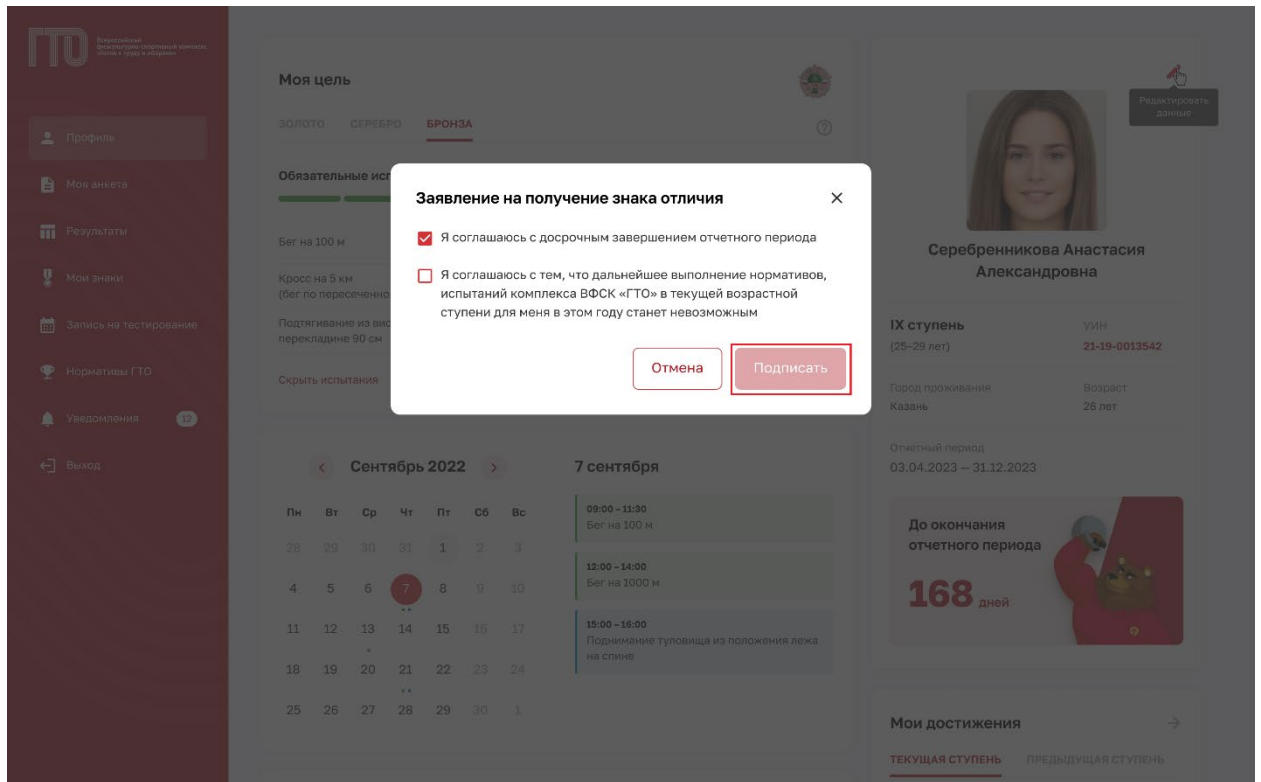 ГТО
Всероссийский
физкультурно-спортивный комплекс
«Готов к труду и обороне»
Профиль
Моя анкета
Результаты
Мои знаки
Запись на тестирование
Нормативы ГТО
Уведомления 12
Выход
Моя цель
ЗОЛОТО СЕРЕБРО БРОНЗА
Обязательные исп
Бег на 100 м
Кросс на 5 км
(бег по пересеченно
Подтягивание из вис
перекладине 90 см
Скрыть испытания
Заявление на получение знака отличия
Я соглашаюсь с досрочным завершением отчетного периода
Я соглашаюсь с тем, что дальнейшее выполнение нормативов,
испытаний комплекса ВФСК «ГТО» в текущей возрастной
ступени для меня в этом году станет невозможным
Отмена Подписать
Сентябрь 2022
Пн Вт Ср Чт Пт Сб Вс
28 29 30 31 1 2 3
4 5 6 7 8 9 10
11 12 13 14 15 16 17
18 19 20 21 22 23 24
25 26 27 28 29 30 1
7 сентября
09:00 – 11:30
Бег на 100 м
12:00 – 14:00
Бег на 1000 м
15:00 – 16:00
Поднимание туловища из положения лежа
на спине
Редактировать
данные
Серебренникова Анастасия
Александровна
IX ступень УИН
(25–29 лет) 21-19-0013542
Город проживания Возраст
Казань 26 лет
Отчетный период
03.04.2023 — 31.12.2023
До окончания
отчетного периода
168 дней
Мои достижения
ТЕКУЩАЯ СТУПЕНЬ ПРЕДЫДУЩАЯ СТУПЕНЬ